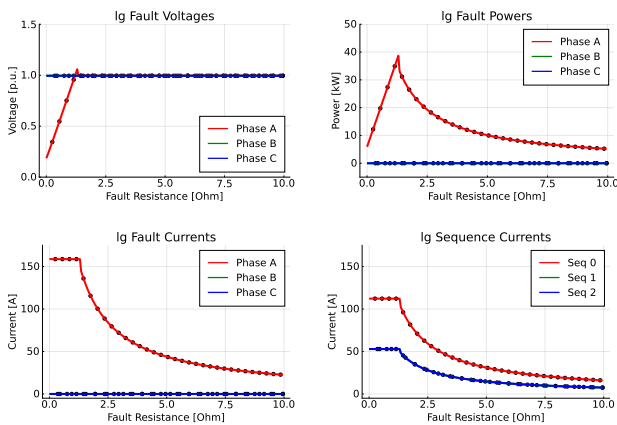 lg Fault Voltages
Voltage [p.u.]
1.5
1.0
0.5
0.0
Phase A
Phase B
Phase C
0.0 2.5 5.0 7.5 10.0
Fault Resistance [Ohm]
lg Fault Powers
Power [kW]
50
40
30
20
10
0
Phase A
Phase B
Phase C
0.0 2.5 5.0 7.5 10.0
Fault Resistance [Ohm]
lg Fault Currents
Current [A]
150
100
50
0
Phase A
Phase B
Phase C
0.0 2.5 5.0 7.5 10.0
Fault Resistance [Ohm]
lg Sequence Currents
Current [A]
150
100
50
0
Seq 0
Seq 1
Seq 2
0.0 2.5 5.0 7.5 10.0
Fault Resistance [Ohm]